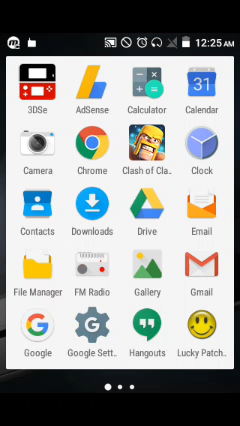 12:25 AM
3DSe AdSense Calculator Calendar
31
Camera Chrome Clash of Cla.. Clock
Contacts Downloads Drive Email
File Manager FM Radio Gallery Gmail
Google Google Sett.. Hangouts Lucky Patch..